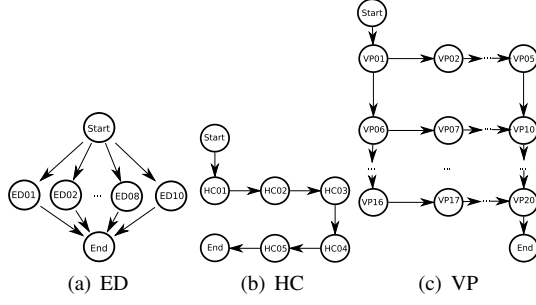 Start
VP01 VP02 ... VP05
VP06 VP07 ... VP10
... ... ...
VP16 VP17 ... VP20
End
Start
ED01 ED02 ... ED08 ED10
End
Start
HC01 HC02 HC03
End HC05 HC04
(a) ED (b) HC (c) VP